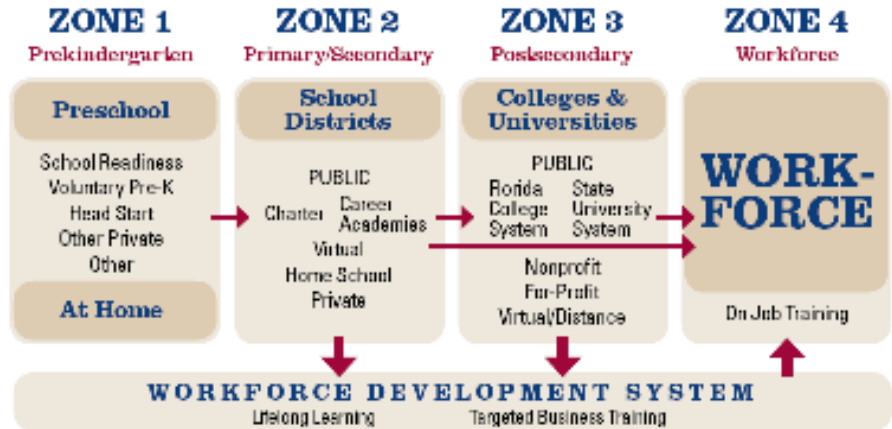 ZONE 1
Prekindergarten
Preschool
School Readiness
Voluntary Pre-K
Head Start
Other Private
Other
At Home
ZONE 2
Primary/Secondary
School
Districts
PUBLIC
Charter
Career
Academies
Virtual
Home School
Private
ZONE 3
Postsecondary
Colleges &
Universities
PUBLIC
Florida
College
System
State
University
System
Nonprofit
For-Profit
Virtual/Distance
ZONE 4
Workforce
WORK-
FORCE
On Job Training
WORKFORCE DEVELOPMENT SYSTEM
Lifelong Learning
Targeted Business Training